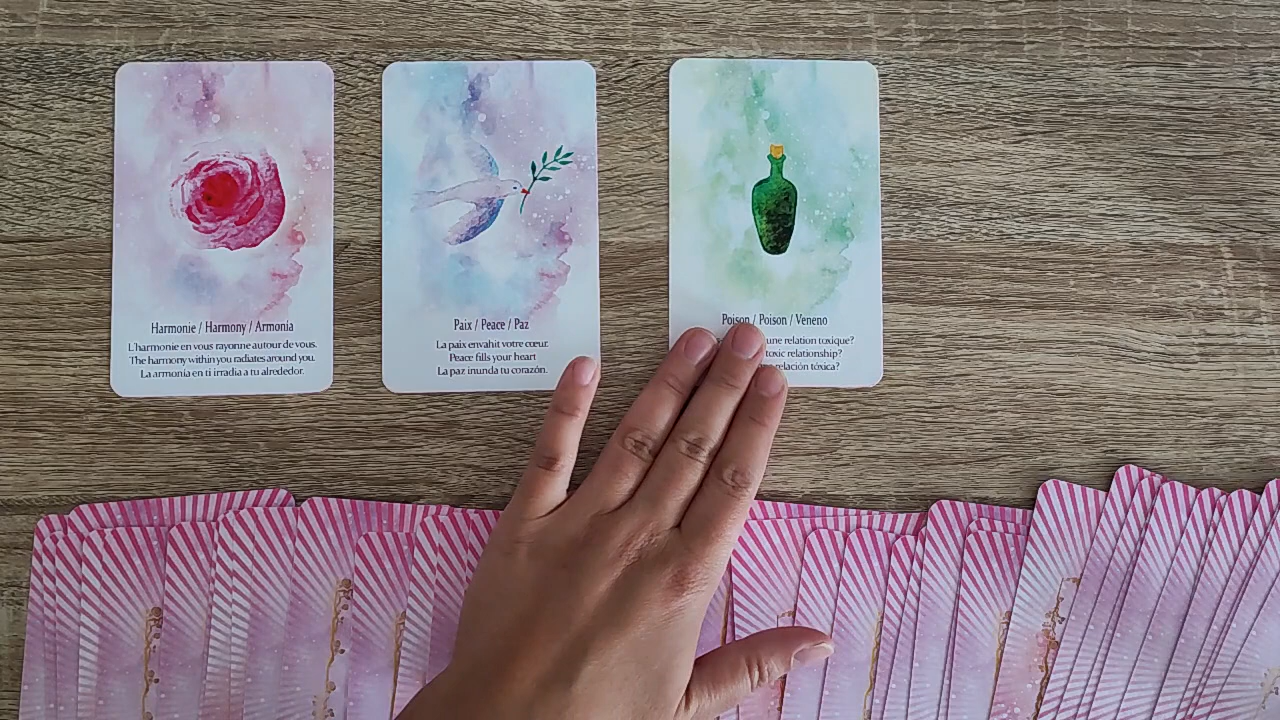 Harmonie / Harmony / Armonia
L'harmonie en vous rayonne autour de vous.
The harmony within you radiates around you.
La armonia en ti irradia a tu alrededor.
Paix / Peace / Paz
La paix envahit votre cœur.
Peace fills your heart
La paz inunda tu corazón.
Poison / Poison / Veneno
une relation toxique?
toxic relationship?
relación tóxica?